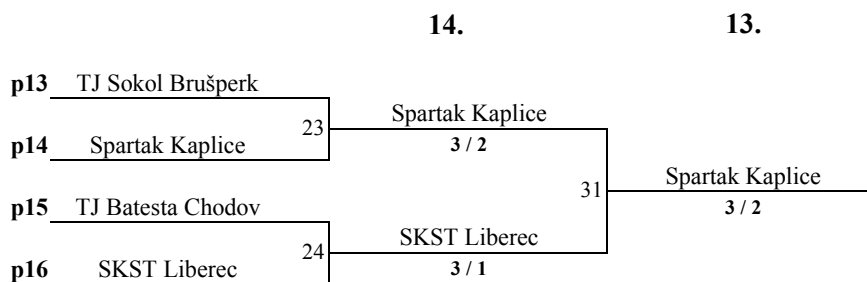 14. 13.
p13 TJ Sokol Brušperk
23 Spartak Kaplice
p14 Spartak Kaplice 3 / 2
31 Spartak Kaplice
p15 TJ Batesta Chodov 3 / 2
24 SKST Liberec
p16 SKST Liberec 3 / 1